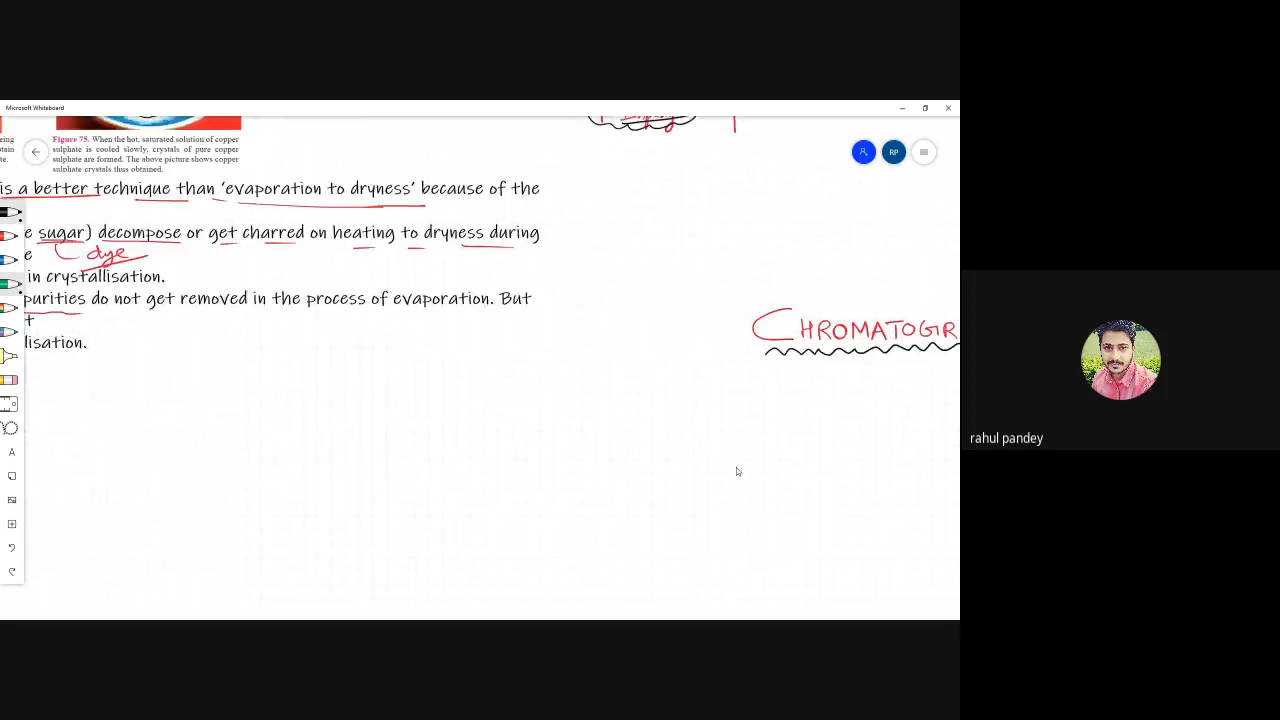 Microsoft Whiteboard
eing
tain
te.
Figure 75. When the hot, saturated solution of copper
sulphate is cooled slowly, crystals of pure copper
sulphate are formed. The above picture shows copper
sulphate crystals thus obtained.
RP
is a better technique than ‘evaporation to dryness’ because of the
e sugar) decompose or get charred on heating to dryness during
e
dye
in crystallisation.
purities do not get removed in the process of evaporation. But
t
lisation.
CHROMATOGR
A
rahul pandey